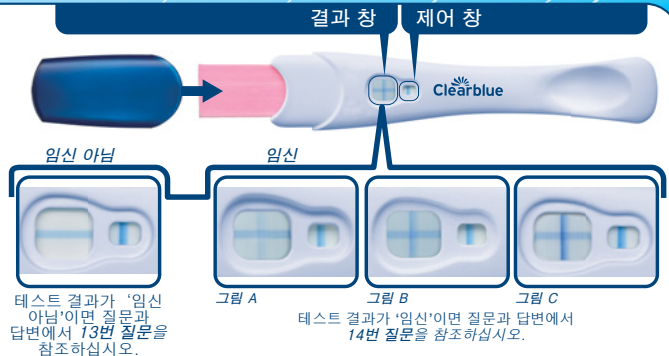 결과 창 제어 창
Clearblue
임신 아님 임신
테스트 결과가 ‘임신
아님’이면 질문과
답변에서 13번 질문을
참조하십시오.
그림 A 그림 B 그림 C
테스트 결과가 ‘임신’이면 질문과 답변에서
14번 질문을 참조하십시오.